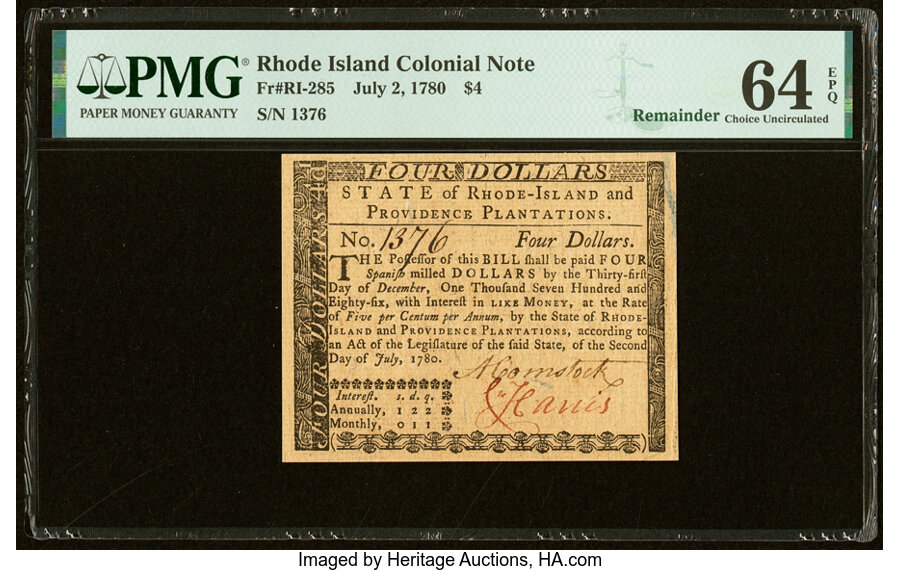 PMG®
PAPER MONEY GUARANTY
Rhode Island Colonial Note
Fr#RI-285 July 2, 1780 $4
S/N 1376
Remainder
64 EPQ
Choice Uncirculated
FOUR DOLLARS
STATE of RHODE-ISLAND and
PROVIDENCE PLANTATIONS.
No. 1376 Four Dollars.
THE Poſſeſſor of this BILL ſhall be paid FOUR
Spaniſh milled DOLLARS by the Thirty-firſt
Day of December, One Thouſand Seven Hundred and
Eighty-ſix, with Intereſt in LIKE MONEY, at the Rate
of Five per Centum per Annum, by the State of RHODE-
ISLAND and PROVIDENCE PLANTATIONS, according to
an Act of the Legiſlature of the ſaid State, of the Second
Day of July, 1780.
A Comstock
Intereſt. s. d. q.
Annually, 1 2 2
Monthly, 0 1 1
Harris
FOUR DOLLARS
Imaged by Heritage Auctions, HA.com